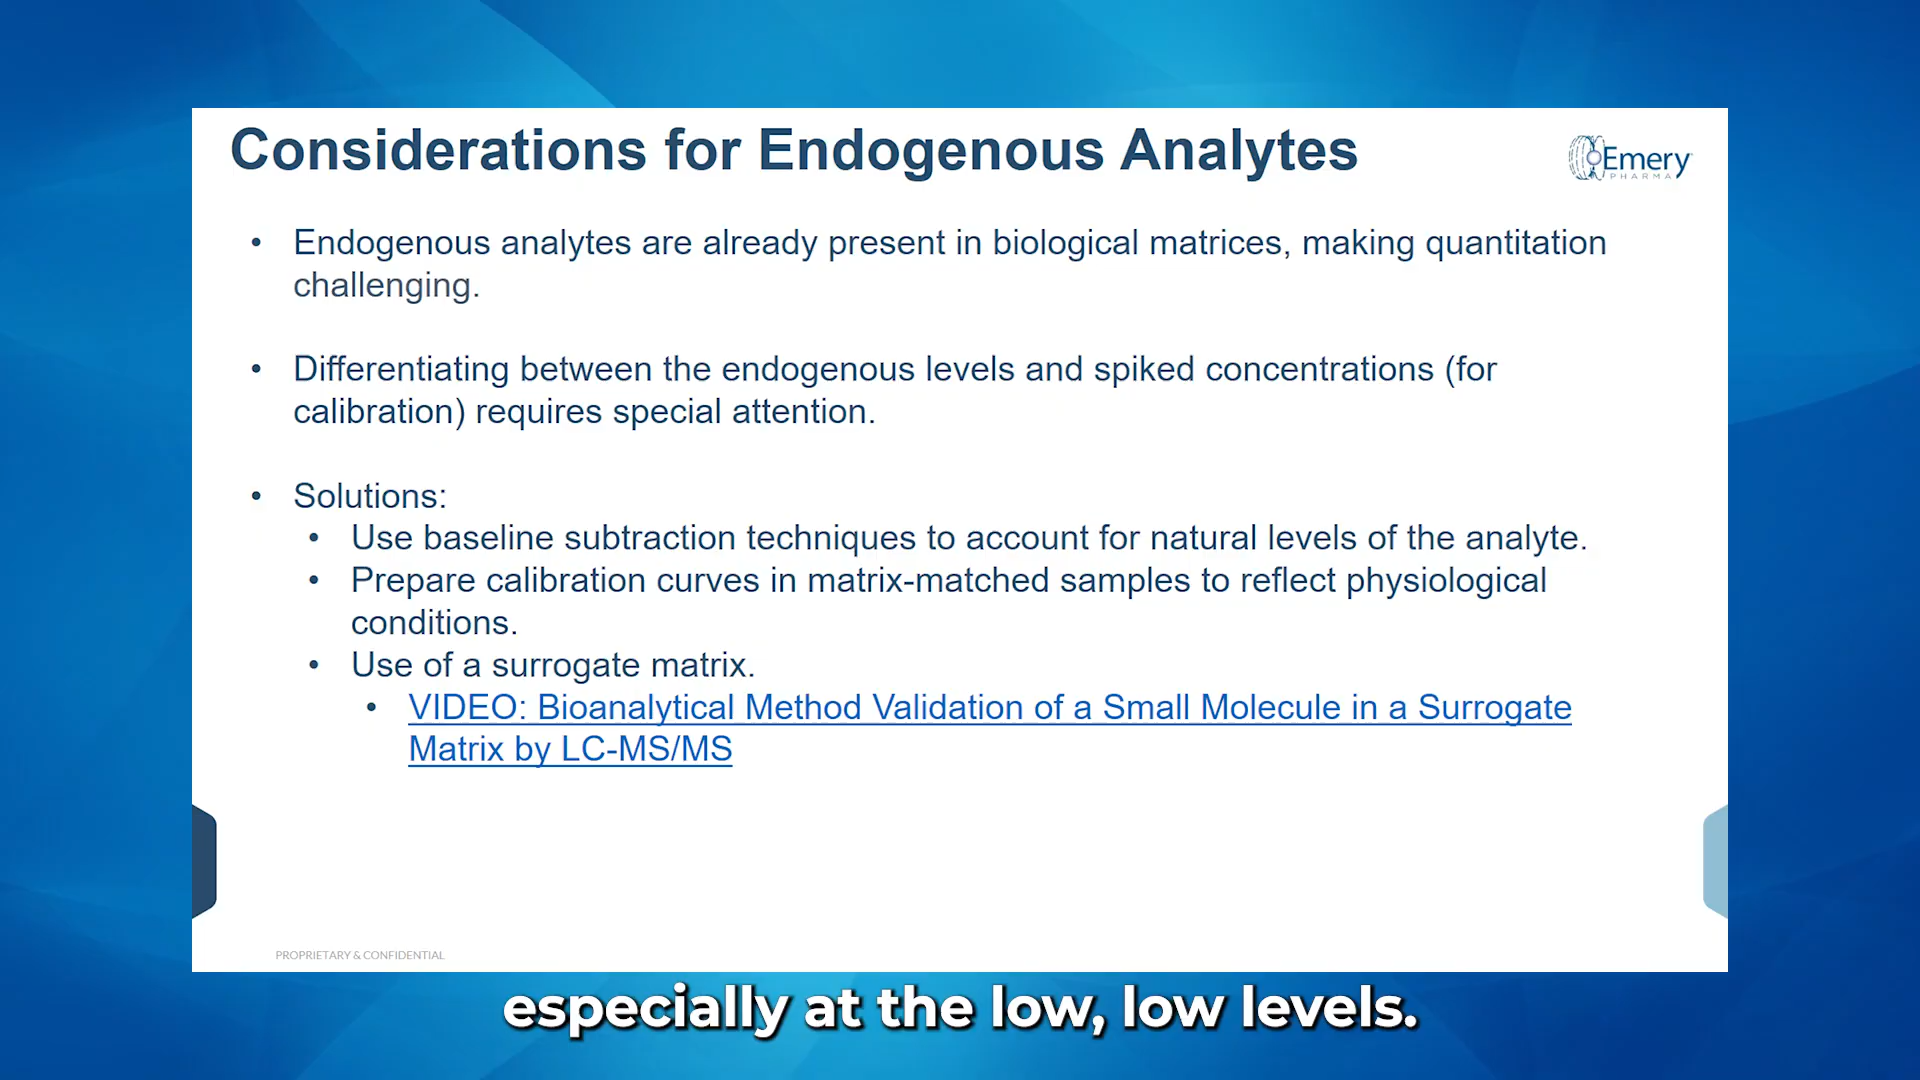 Considerations for Endogenous Analytes
Emery
PHARMA
• Endogenous analytes are already present in biological matrices, making quantitation
challenging.
• Differentiating between the endogenous levels and spiked concentrations (for
calibration) requires special attention.
• Solutions:
• Use baseline subtraction techniques to account for natural levels of the analyte.
• Prepare calibration curves in matrix-matched samples to reflect physiological
conditions.
• Use of a surrogate matrix.
• VIDEO: Bioanalytical Method Validation of a Small Molecule in a Surrogate
Matrix by LC-MS/MS
PROPRIETARY & CONFIDENTIAL
especially at the low, low levels.